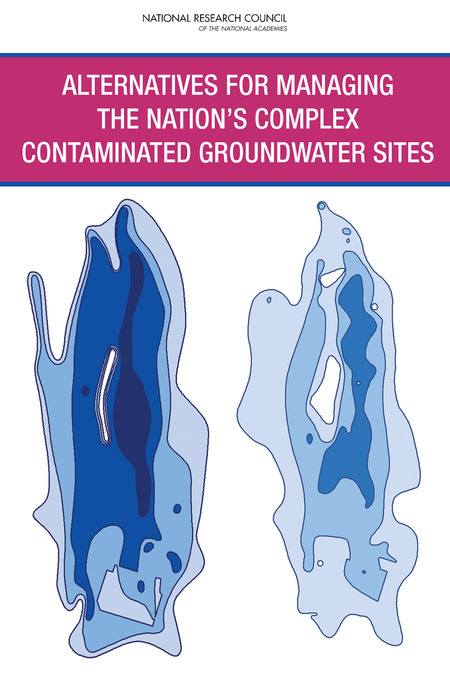 NATIONAL RESEARCH COUNCIL
OF THE NATIONAL ACADEMIES
ALTERNATIVES FOR MANAGING
THE NATION'S COMPLEX
CONTAMINATED GROUNDWATER SITES